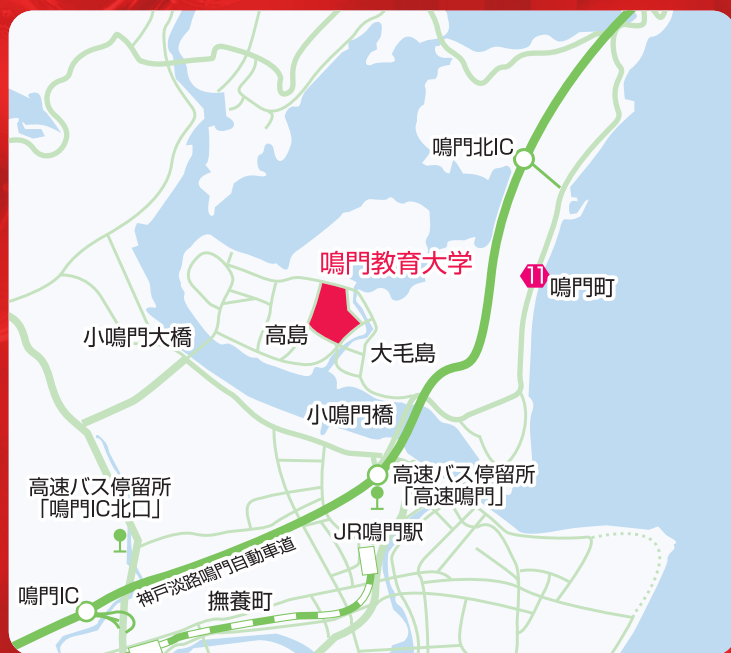 鳴門北IC
鳴門教育大学
11
鳴門町
小鳴門大橋
高島
大毛島
小鳴門橋
高速バス停留所
「高速鳴門」
高速バス停留所
「鳴門IC北口」
JR鳴門駅
神戸淡路鳴門自動車道
鳴門IC
撫養町